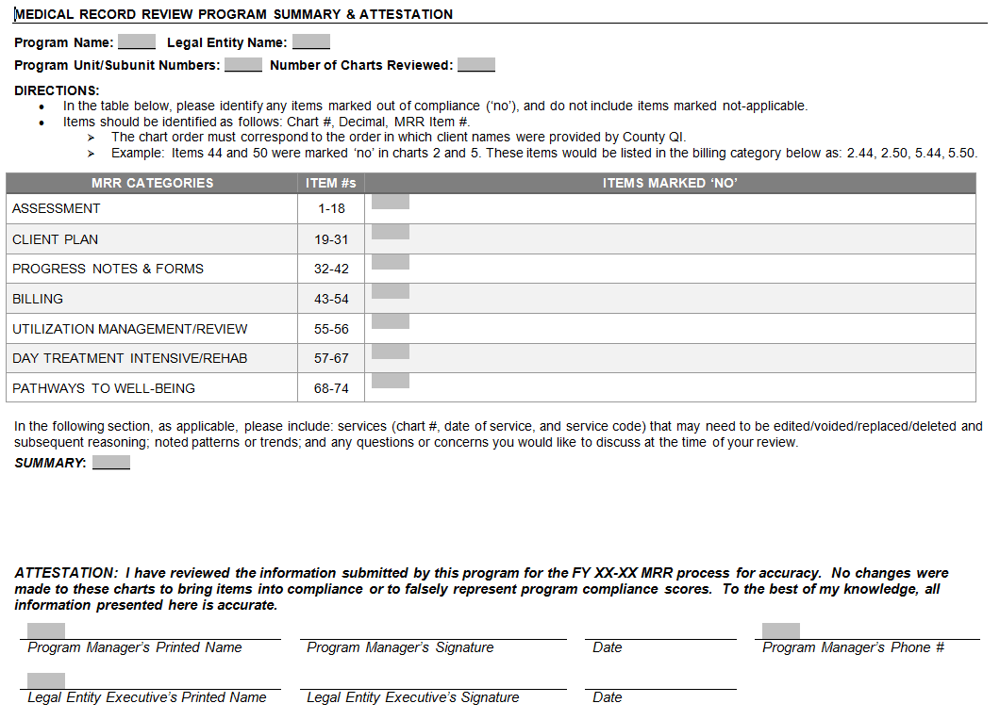 MEDICAL RECORD REVIEW PROGRAM SUMMARY & ATTESTATION
Program Name: Legal Entity Name:
Program Unit/Subunit Numbers: Number of Charts Reviewed:
DIRECTIONS:
• In the table below, please identify any items marked out of compliance (‘no’), and do not include items marked not-applicable.
• Items should be identified as follows: Chart #, Decimal, MRR Item #.
➢ The chart order must correspond to the order in which client names were provided by County QI.
➢ Example: Items 44 and 50 were marked ‘no’ in charts 2 and 5. These items would be listed in the billing category below as: 2.44, 2.50, 5.44, 5.50.
MRR CATEGORIES ITEM #s ITEMS MARKED ‘NO’
ASSESSMENT 1-18
CLIENT PLAN 19-31
PROGRESS NOTES & FORMS 32-42
BILLING 43-54
UTILIZATION MANAGEMENT/REVIEW 55-56
DAY TREATMENT INTENSIVE/REHAB 57-67
PATHWAYS TO WELL-BEING 68-74
In the following section, as applicable, please include: services (chart #, date of service, and service code) that may need to be edited/voided/replaced/deleted and
subsequent reasoning; noted patterns or trends; and any questions or concerns you would like to discuss at the time of your review.
SUMMARY:
ATTESTATION: I have reviewed the information submitted by this program for the FY XX-XX MRR process for accuracy. No changes were
made to these charts to bring items into compliance or to falsely represent program compliance scores. To the best of my knowledge, all
information presented here is accurate.
Program Manager’s Printed Name Program Manager’s Signature Date Program Manager’s Phone #
Legal Entity Executive’s Printed Name Legal Entity Executive’s Signature Date